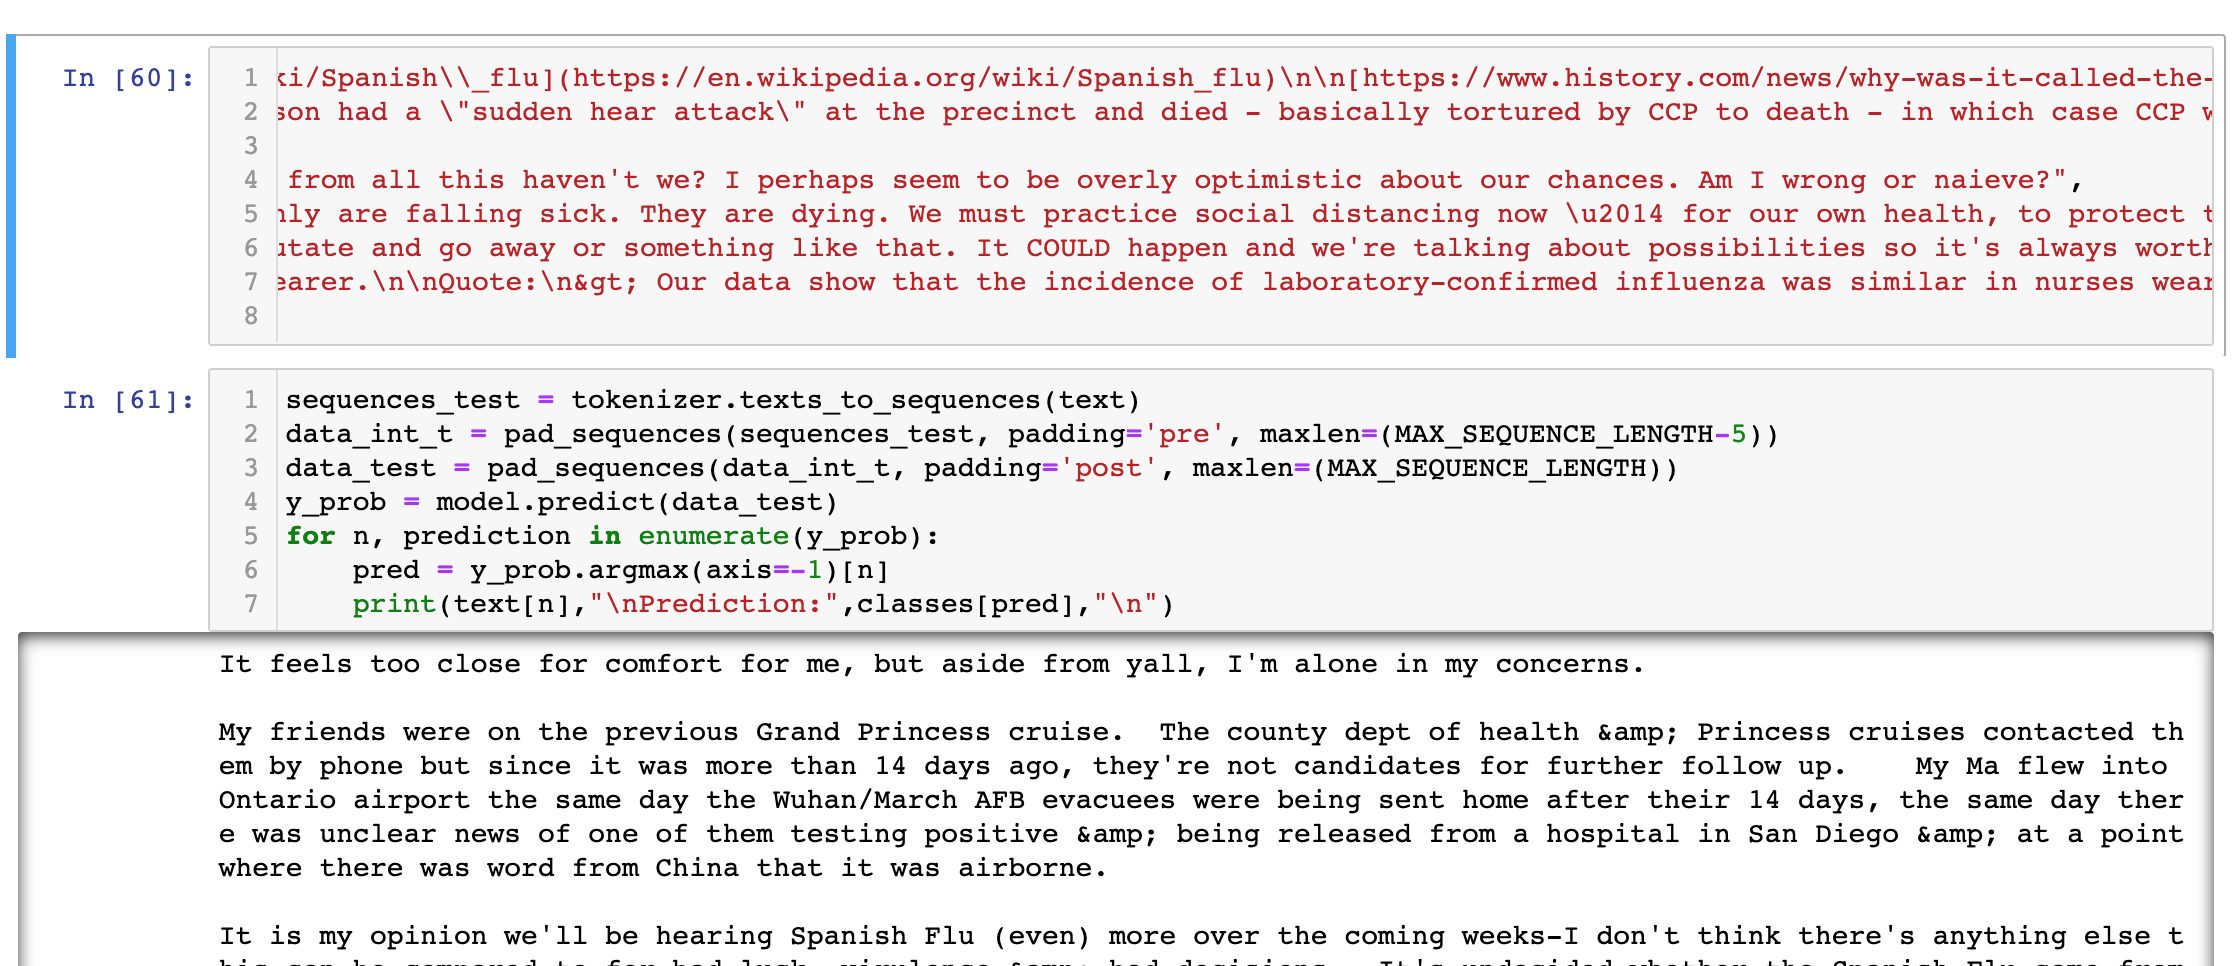 In [60]:
1 ki/Spanish\\_flu](https://en.wikipedia.org/wiki/Spanish_flu)\n\n[https://www.history.com/news/why-was-it-called-the-
2 son had a \"sudden hear attack\" at the precinct and died - basically tortured by CCP to death - in which case CCP
3
4 from all this haven't we? I perhaps seem to be overly optimistic about our chances. Am I wrong or naieve?",
5 nly are falling sick. They are dying. We must practice social distancing now \u2014 for our own health, to protect
6 utate and go away or something like that. It COULD happen and we're talking about possibilities so it's always worth
7 earer.\n\nQuote:\n&gt; Our data show that the incidence of laboratory-confirmed influenza was similar in nurses wear
8
In [61]:
1 sequences_test = tokenizer.texts_to_sequences(text)
2 data_int_t = pad_sequences(sequences_test, padding='pre', maxlen=(MAX_SEQUENCE_LENGTH-5))
3 data_test = pad_sequences(data_int_t, padding='post', maxlen=(MAX_SEQUENCE_LENGTH))
4 y_prob = model.predict(data_test)
5 for n, prediction in enumerate(y_prob):
6     pred = y_prob.argmax(axis=-1)[n]
7     print(text[n],"\nPrediction:",classes[pred],"\n")
It feels too close for comfort for me, but aside from yall, I'm alone in my concerns.
My friends were on the previous Grand Princess cruise.  The county dept of health &amp; Princess cruises contacted th
em by phone but since it was more than 14 days ago, they're not candidates for further follow up.    My Ma flew into
Ontario airport the same day the Wuhan/March AFB evacuees were being sent home after their 14 days, the same day ther
e was unclear news of one of them testing positive &amp; being released from a hospital in San Diego &amp; at a point
where there was word from China that it was airborne.
It is my opinion we'll be hearing Spanish Flu (even) more over the coming weeks-I don't think there's anything else t